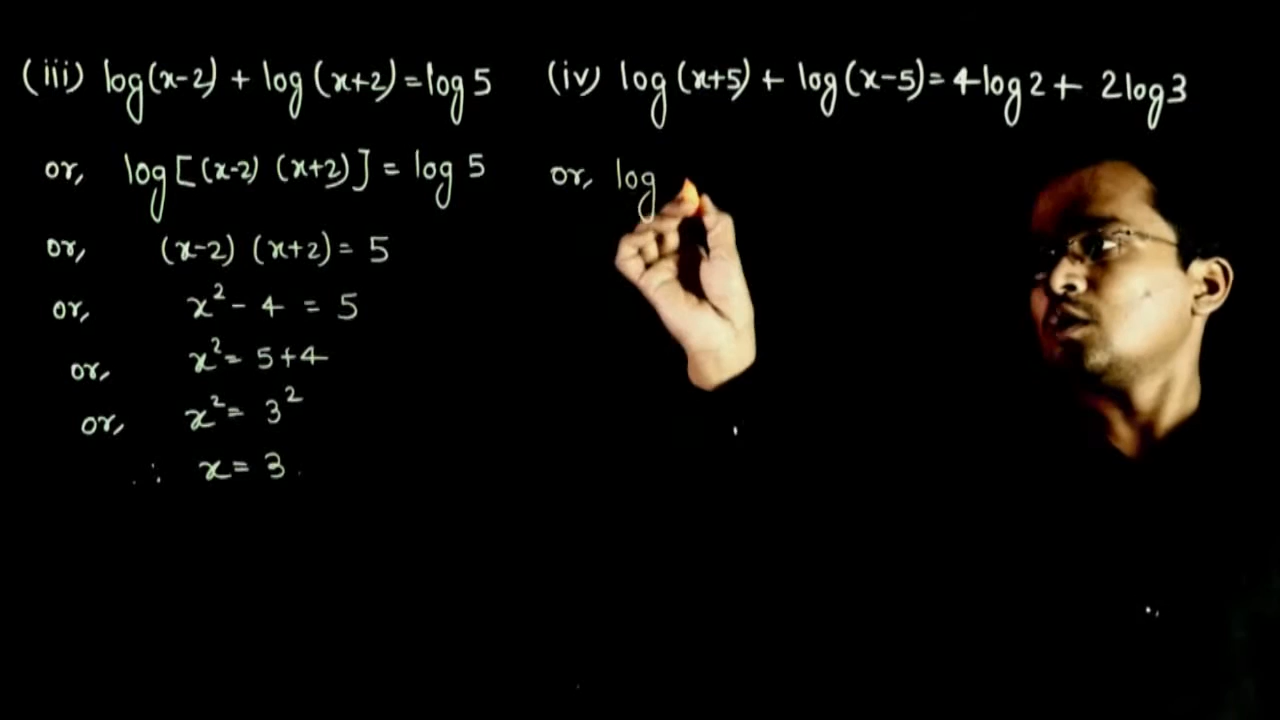 (iii) log(x-2) + log(x+2) = log 5
or, log[(x-2) (x+2)] = log 5
or, (x-2) (x+2) = 5
or, x² - 4 = 5
or, x² = 5+4
or, x² = 3²
∴ x = 3
(iv) log(x+5) + log(x-5) = 4log2 + 2log3
or, log